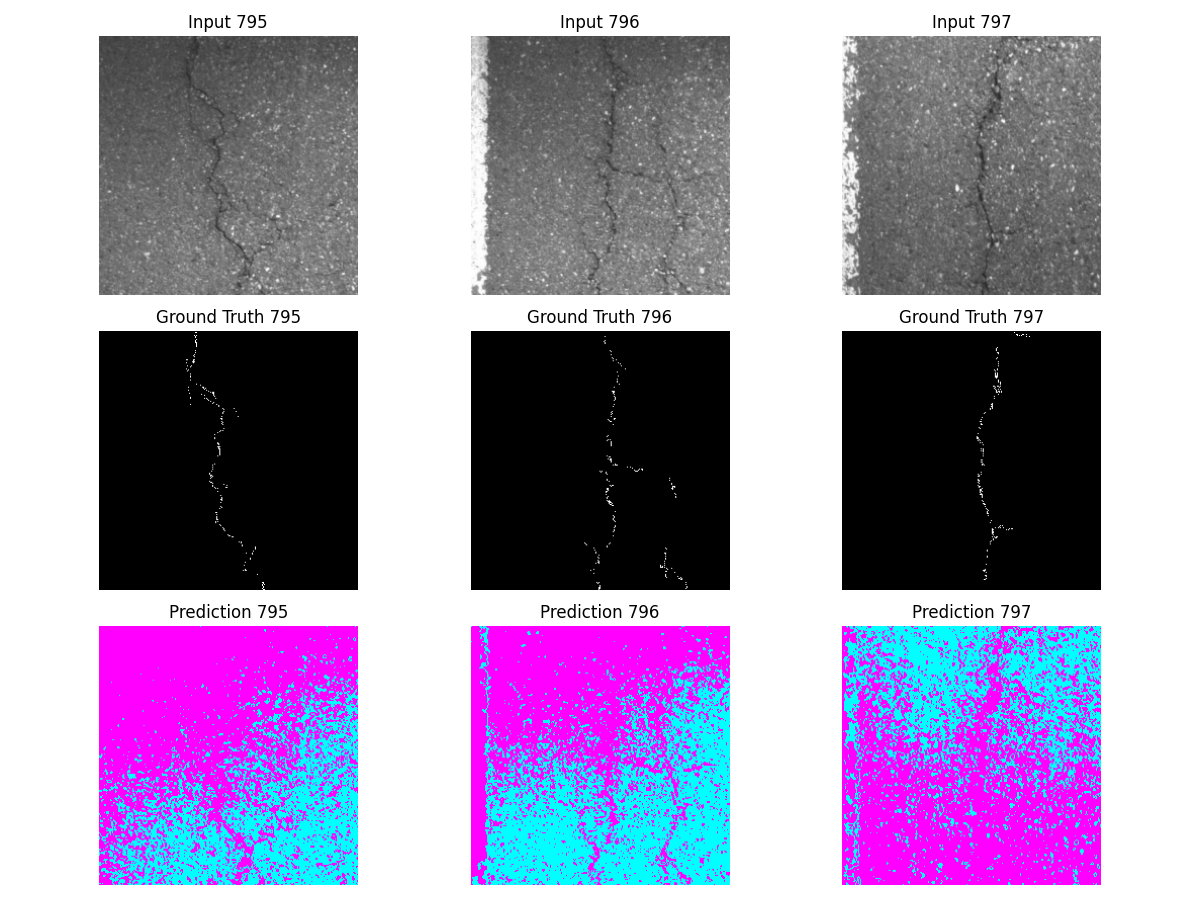 Input 795
Input 796
Input 797
Ground Truth 795
Ground Truth 796
Ground Truth 797
Prediction 795
Prediction 796
Prediction 797